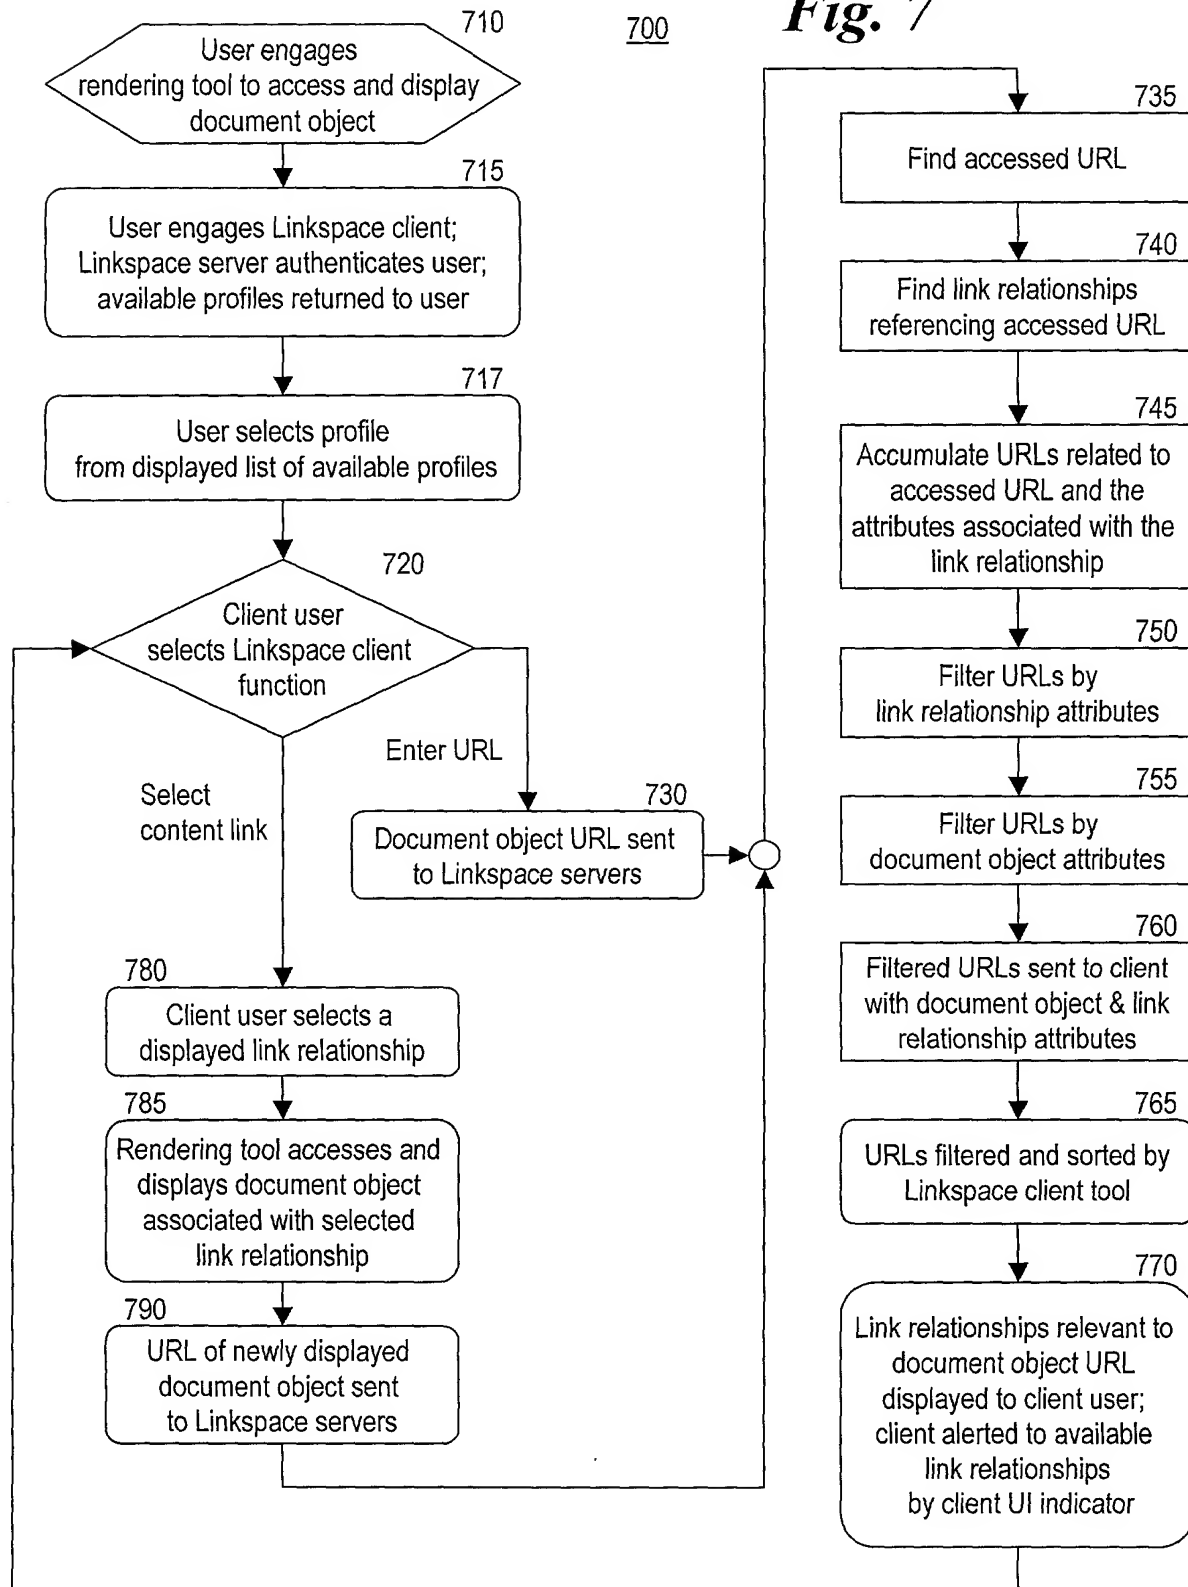 700
Fig. 7
710
User engages
rendering tool to access and display
document object
715
User engages Linkspace client;
Linkspace server authenticates user;
available profiles returned to user
717
User selects profile
from displayed list of available profiles
720
Client user
selects Linkspace client
function
Enter URL
Select
content link
730
Document object URL sent
to Linkspace servers
780
Client user selects a
displayed link relationship
785
Rendering tool accesses and
displays document object
associated with selected
link relationship
790
URL of newly displayed
document object sent
to Linkspace servers
735
Find accessed URL
740
Find link relationships
referencing accessed URL
745
Accumulate URLs related to
accessed URL and the
attributes associated with the
link relationship
750
Filter URLs by
link relationship attributes
755
Filter URLs by
document object attributes
760
Filtered URLs sent to client
with document object & link
relationship attributes
765
URLs filtered and sorted by
Linkspace client tool
770
Link relationships relevant to
document object URL
displayed to client user;
client alerted to available
link relationships
by client UI indicator